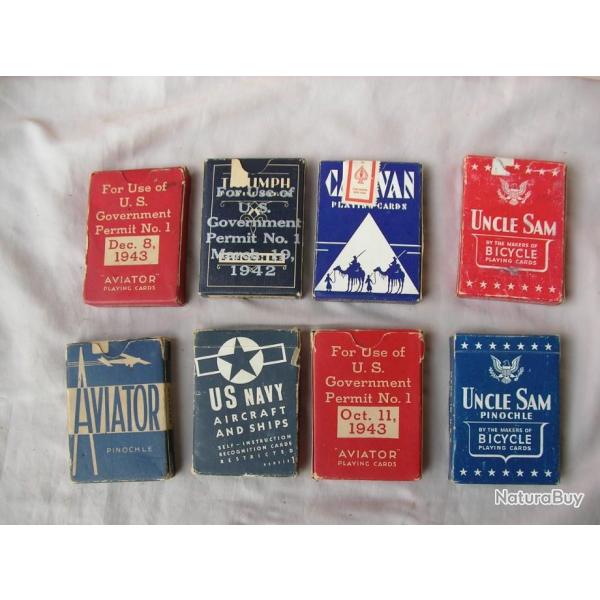 For Use of
U. S.
Government
Permit No. 1
Dec. 8,
1943
"AVIATOR"
PLAYING CARDS
TRIUMPH
For Use of
U. S.
Government
Permit No. 1
1942
PINOCHLE
PLAYING CARDS
UNCLE SAM
BY THE MAKERS OF
BICYCLE
PLAYING CARDS
AVIATOR
PINOCHLE
US NAVY
AIRCRAFT
AND SHIPS
SELF-INSTRUCTION
RECOGNITION CARDS
RESTRICTED
For Use of
U. S.
Government
Permit No. 1
Oct. 11,
1943
"AVIATOR"
PLAYING CARDS
UNCLE SAM
PINOCHLE
BY THE MAKERS OF
BICYCLE
PLAYING CARDS
NaturaBuy